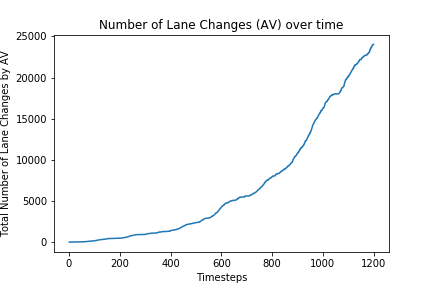 Number of Lane Changes (AV) over time
Total Number of Lane Changes by AV
25000
20000
15000
10000
5000
0
0 200 400 600 800 1000 1200
Timesteps